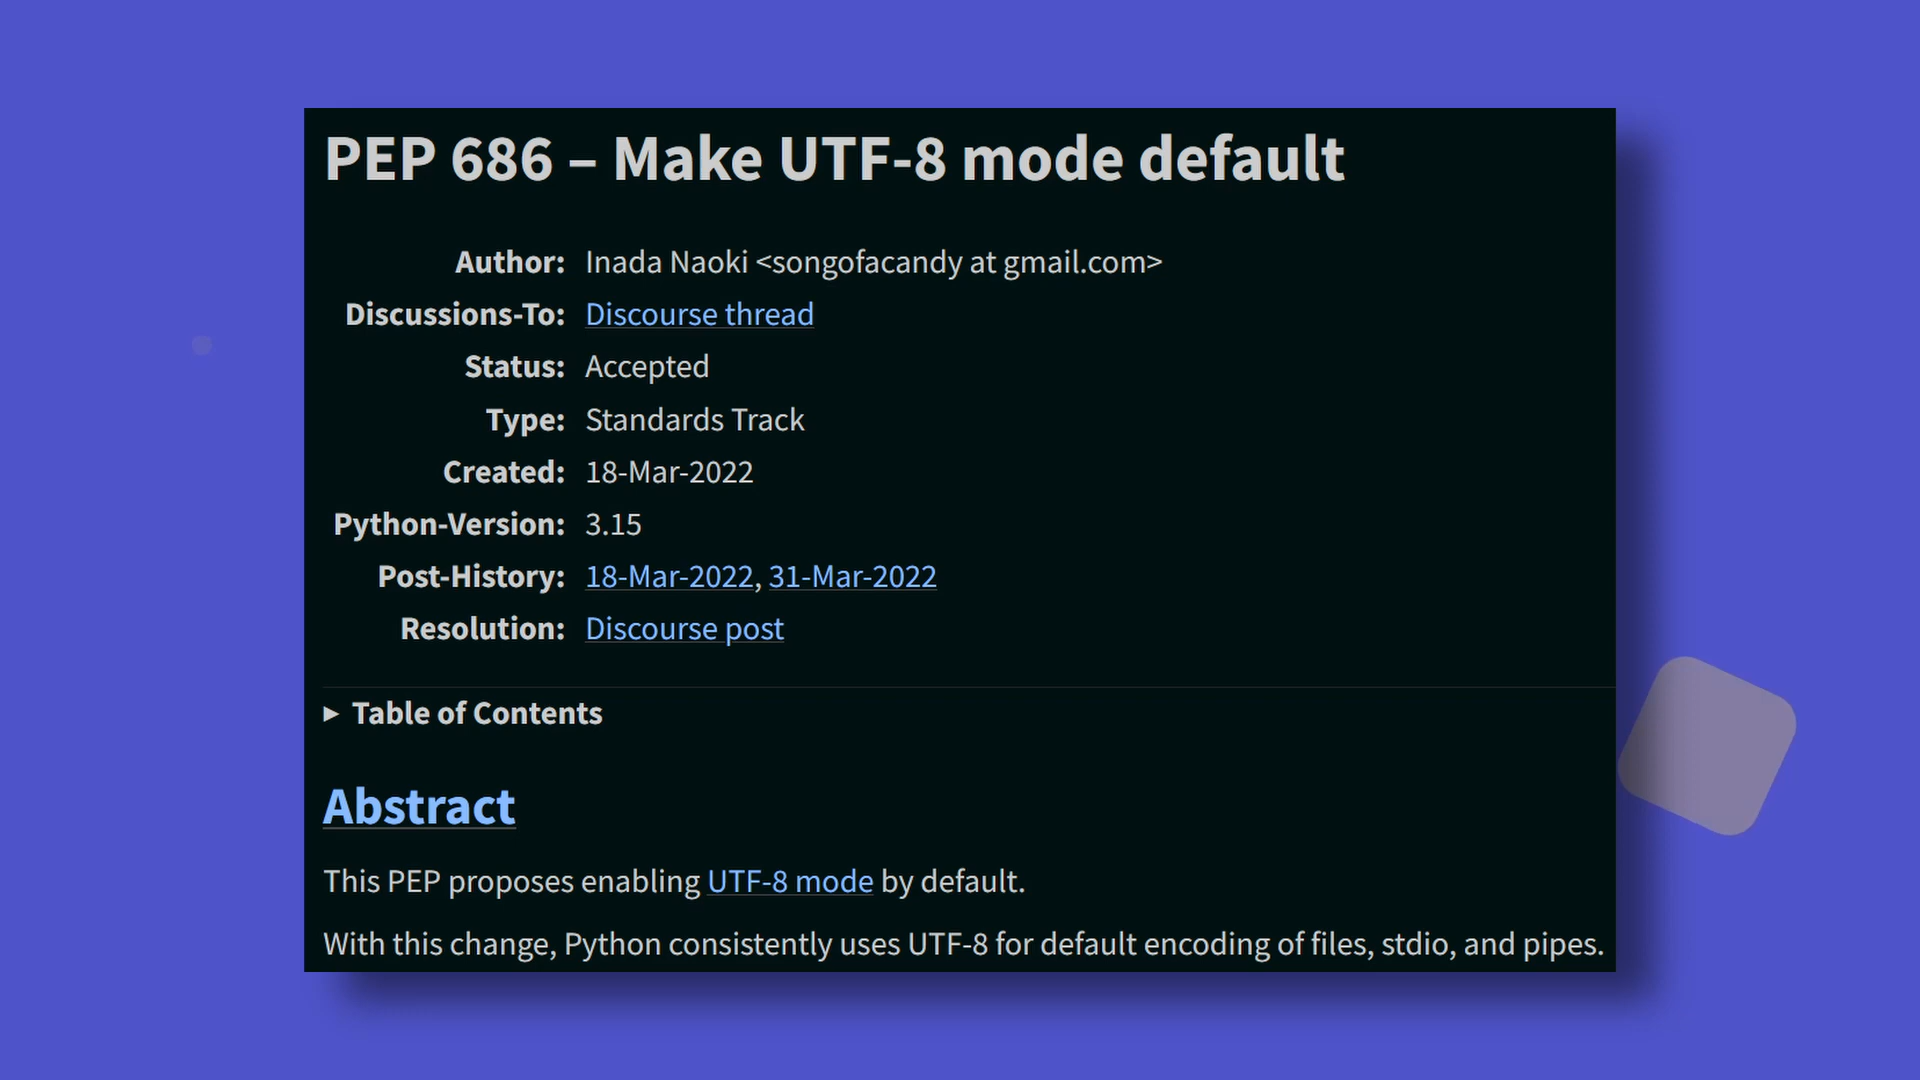 PEP 686 – Make UTF-8 mode default
Author: Inada Naoki <songofacandy at gmail.com>
Discussions-To: Discourse thread
Status: Accepted
Type: Standards Track
Created: 18-Mar-2022
Python-Version: 3.15
Post-History: 18-Mar-2022, 31-Mar-2022
Resolution: Discourse post
▶ Table of Contents
Abstract
This PEP proposes enabling UTF-8 mode by default.
With this change, Python consistently uses UTF-8 for default encoding of files, stdio, and pipes.